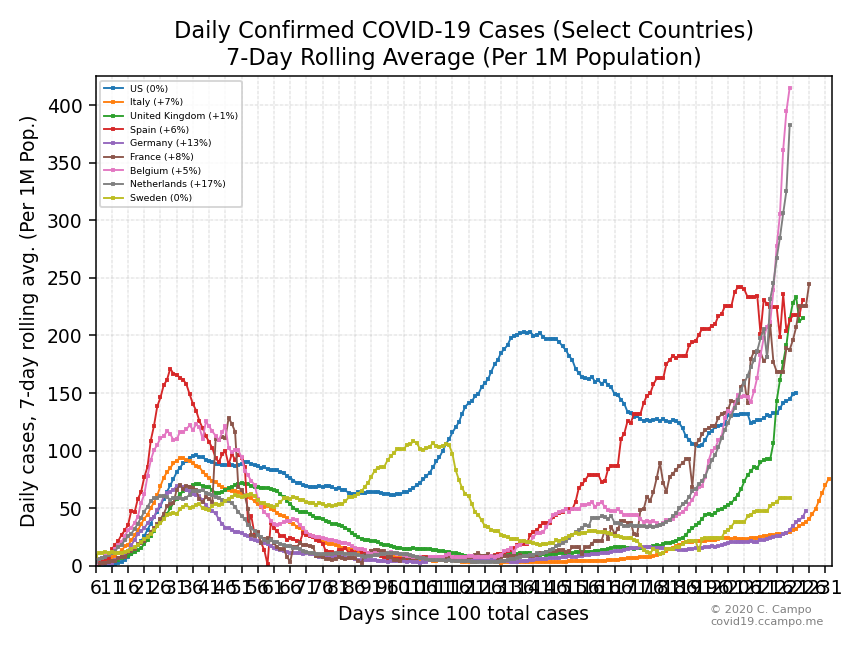 Daily Confirmed COVID-19 Cases (Select Countries)
7-Day Rolling Average (Per 1M Population)
US (0%)
Italy (+7%)
United Kingdom (+1%)
Spain (+6%)
Germany (+13%)
France (+8%)
Belgium (+5%)
Netherlands (+17%)
Sweden (0%)
Daily cases, 7-day rolling avg. (Per 1M Pop.)
400
350
300
250
200
150
100
50
0
Days since 100 total cases
© 2020 C. Campo
covid19.ccampo.me